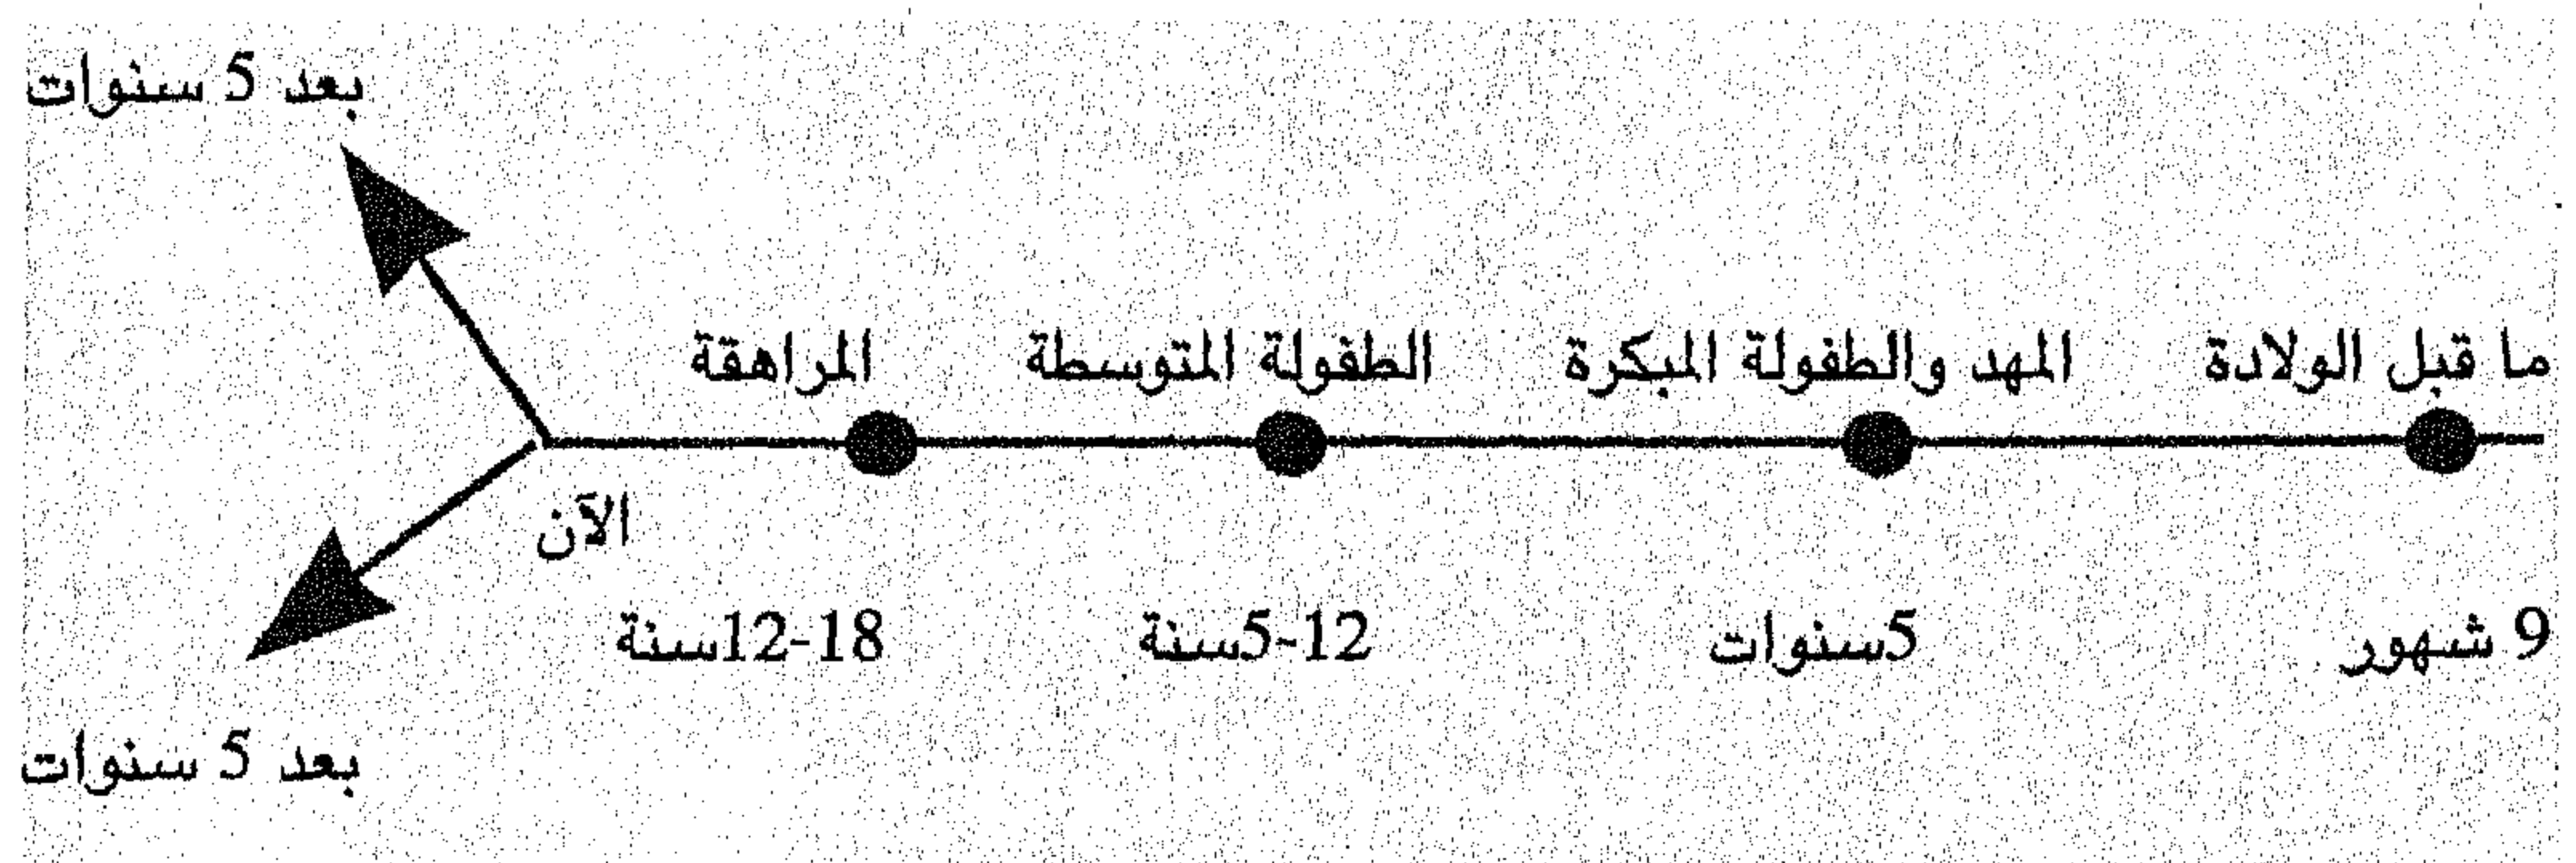 بعد 5 سنوات
ما قبل الولادة
المهد والطفولة المبكرة
الطفولة المتوسطة
المراهقة
الآن
9 شهور
5سنوات
5-12سنة
12-18سنة
بعد 5 سنوات